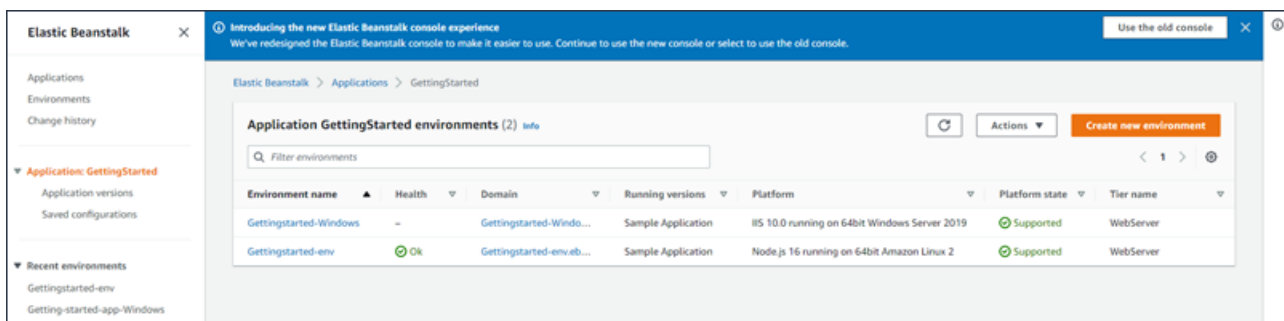 Elastic Beanstalk
Applications
Environments
Change history
Application: GettingStarted
Application versions
Saved configurations
Recent environments
Gettingstarted-env
Getting-started-app-Windows
Introducing the new Elastic Beanstalk console experience
We've redesigned the Elastic Beanstalk console to make it easier to use. Continue to use the new console or select to use the old console.
Use the old console
Elastic Beanstalk > Applications > GettingStarted
Application GettingStarted environments (2) Info
Actions
Create new environment
Filter environments
< 1 >
Environment name Health Domain Running versions Platform Platform state Tier name
Gettingstarted-Windows – Gettingstarted-Windo... Sample Application IIS 10.0 running on 64bit Windows Server 2019 Supported WebServer
Gettingstarted-env Ok Gettingstarted-env.eb... Sample Application Node.js 16 running on 64bit Amazon Linux 2 Supported WebServer